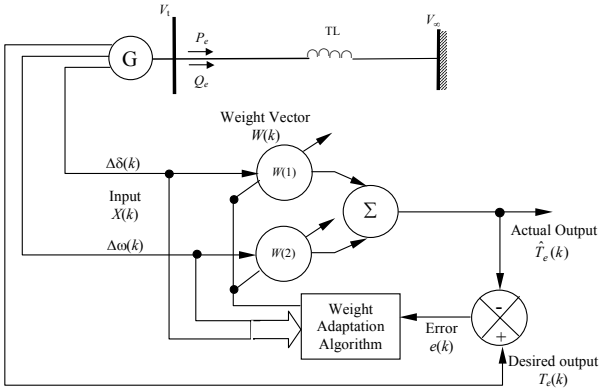 V_t
V_∞
P_e
TL
G
Q_e
Weight Vector
W(k)
Δδ(k)
W(1)
Input
X(k)
Σ
Actual Output
T̂_e(k)
Δω(k)
W(2)
-
+
Weight
Adaptation
Algorithm
Error
e(k)
Desired output
T_e(k)